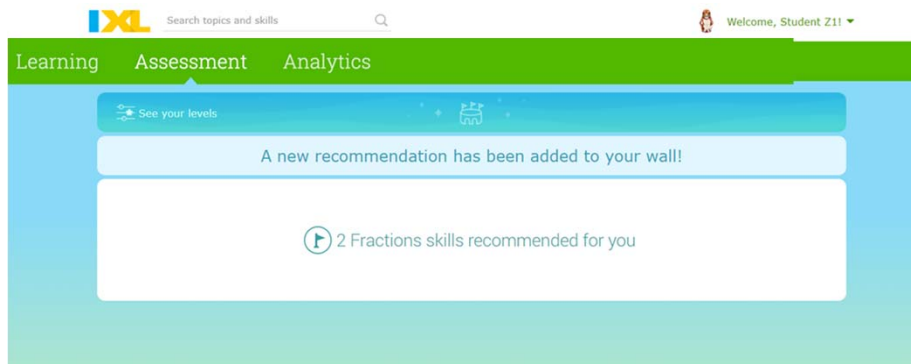 IXL Search topics and skills Welcome, Student Z1!
Learning Assessment Analytics
See your levels
A new recommendation has been added to your wall!
2 Fractions skills recommended for you